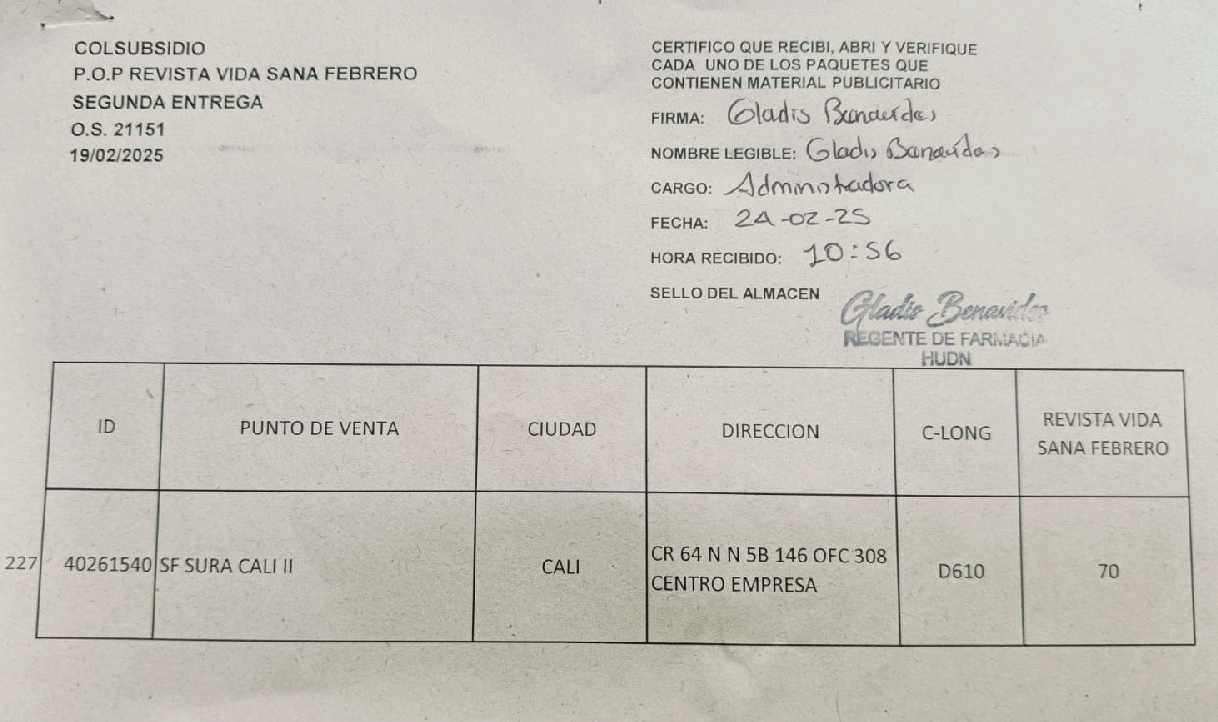 COLSUBSIDIO
P.O.P REVISTA VIDA SANA FEBRERO
SEGUNDA ENTREGA
O.S. 21151
19/02/2025
CERTIFICO QUE RECIBI, ABRI Y VERIFIQUE
CADA UNO DE LOS PAQUETES QUE
CONTIENEN MATERIAL PUBLICITARIO
FIRMA: Gladis Benavides
NOMBRE LEGIBLE: Gladis Benavides
CARGO: Administradora
FECHA: 24-02-25
HORA RECIBIDO: 10:56
SELLO DEL ALMACEN
Gladis Benavides
REGENTE DE FARMACIA
HUDN
ID PUNTO DE VENTA CIUDAD DIRECCION C-LONG REVISTA VIDA
SANA FEBRERO
227 40261540 SF SURA CALI II CALI CR 64 N N 5B 146 OFC 308 D610 70
CENTRO EMPRESA